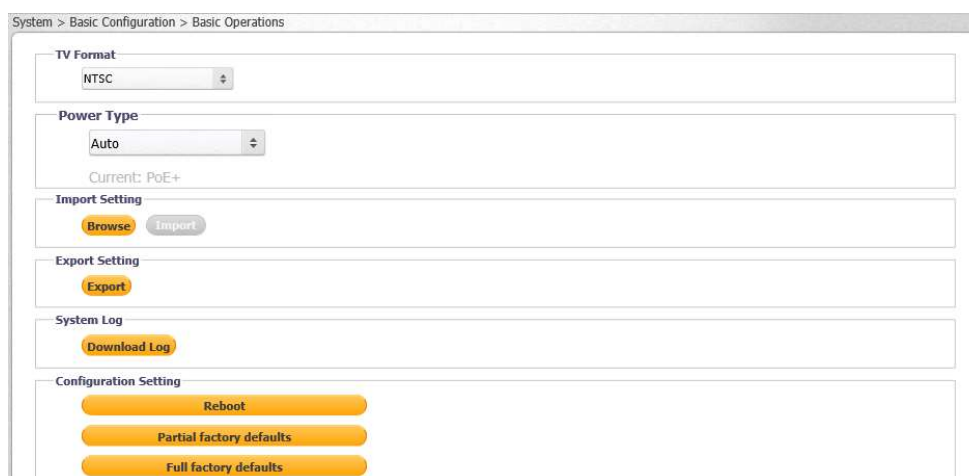 System > Basic Configuration > Basic Operations
TV Format
NTSC
Power Type
Auto
Current: PoE+
Import Setting
Browse Import
Export Setting
Export
System Log
Download Log
Configuration Setting
Reboot
Partial factory defaults
Full factory defaults